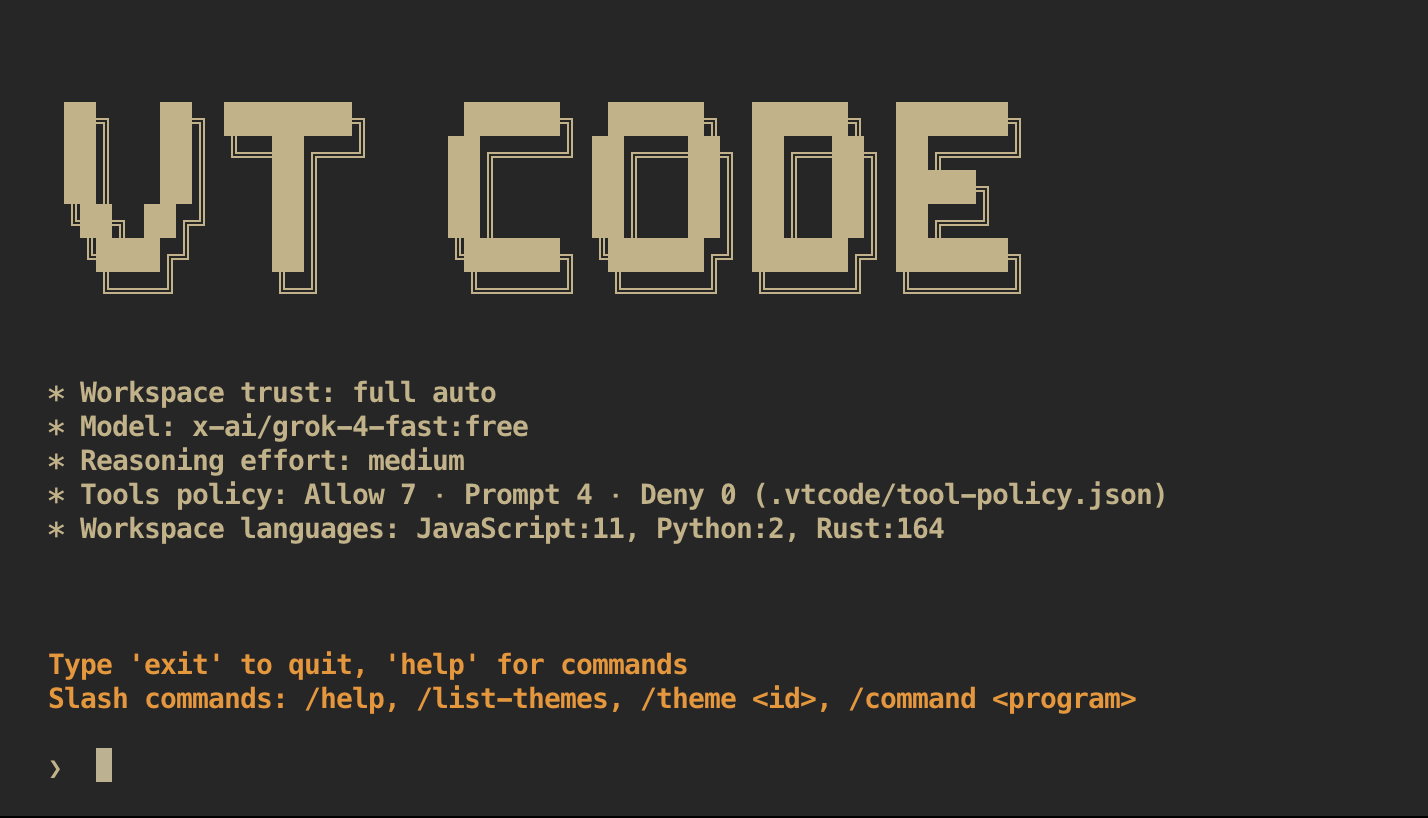 VT CODE
* Workspace trust: full auto
* Model: x-ai/grok-4-fast:free
* Reasoning effort: medium
* Tools policy: Allow 7 · Prompt 4 · Deny 0 (.vtcode/tool-policy.json)
* Workspace languages: JavaScript:11, Python:2, Rust:164
Type 'exit' to quit, 'help' for commands
Slash commands: /help, /list-themes, /theme <id>, /command <program>
❯